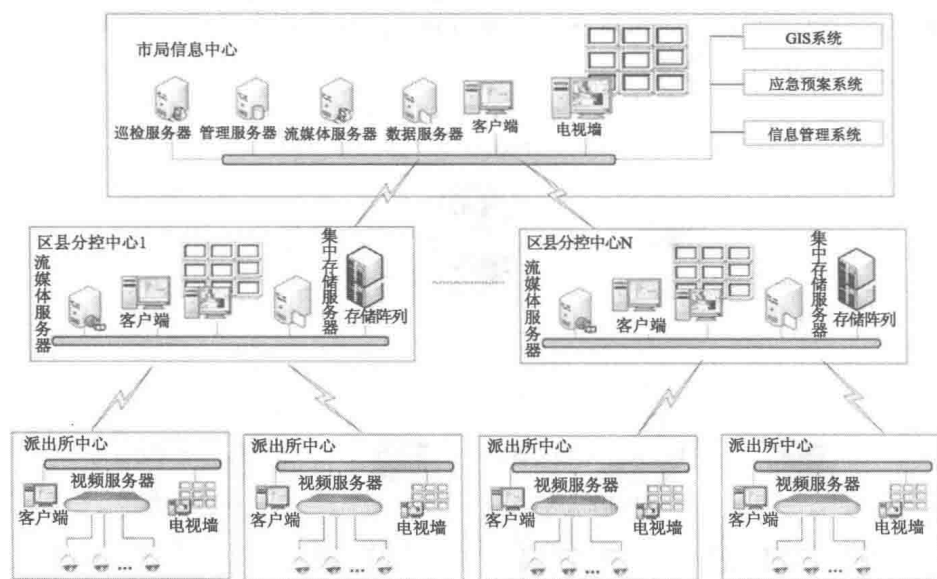 市局信息中心
GIS系统
应急预案系统
信息管理系统
巡检服务器
管理服务器
流媒体服务器
数据服务器
客户端
电视墙
区县分控中心1
流媒体服务器
客户端
集中存储服务器
存储阵列
区县分控中心N
流媒体服务器
客户端
集中存储服务器
存储阵列
派出所中心
视频服务器
客户端
电视墙
...
派出所中心
视频服务器
客户端
电视墙
...
派出所中心
视频服务器
客户端
电视墙
...
派出所中心
视频服务器
客户端
电视墙
...